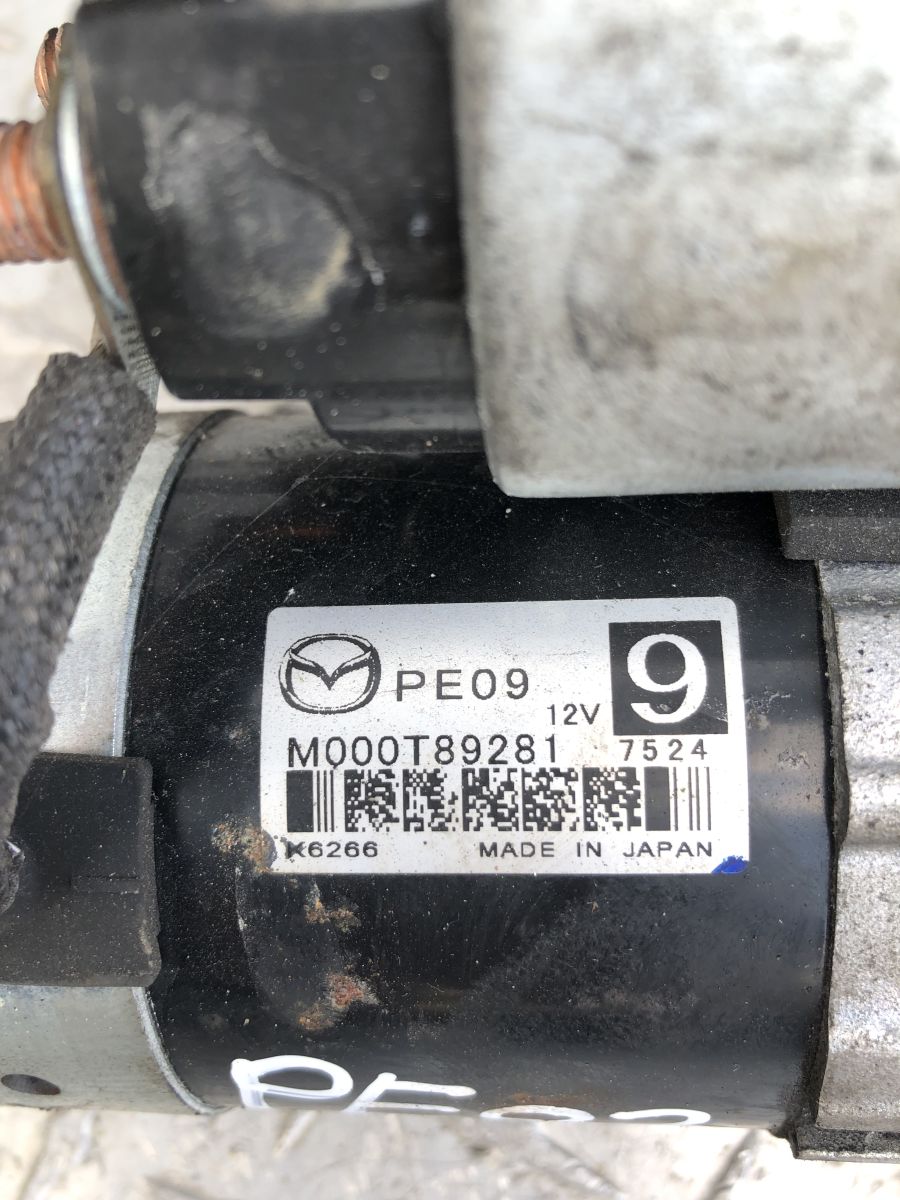 PE09
9
12V
M000T89281 7524
K6266 MADE IN JAPAN